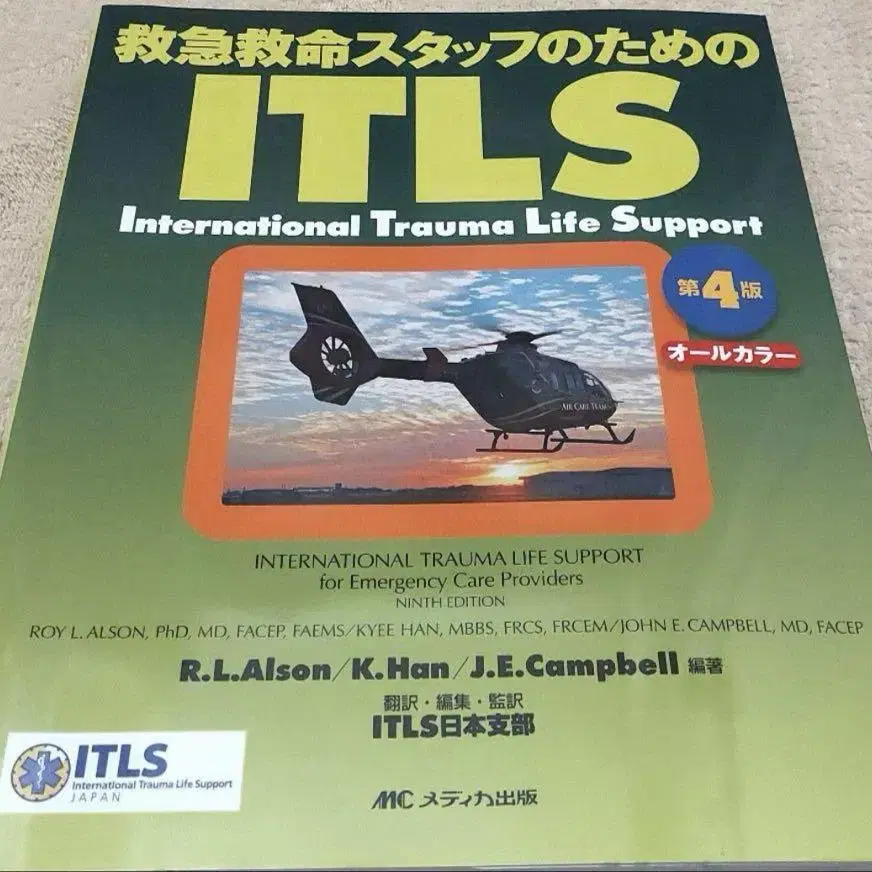 救急救命スタッフのための
ITLS
International Trauma Life Support
第4版
オールカラー
AIR CARE TEAM
INTERNATIONAL TRAUMA LIFE SUPPORT
for Emergency Care Providers
NINTH EDITION
ROY L. ALSON, PhD, MD, FACEP, FAEMS/KYEE HAN, MBBS, FRCS, FRCEM/JOHN E. CAMPBELL, MD, FACEP
R.L.Alson/K.Han/J.E.Campbell 編著
翻訳・編集・監訳
ITLS日本支部
ITLS
International Trauma Life Support
JAPAN
MC メディカ出版